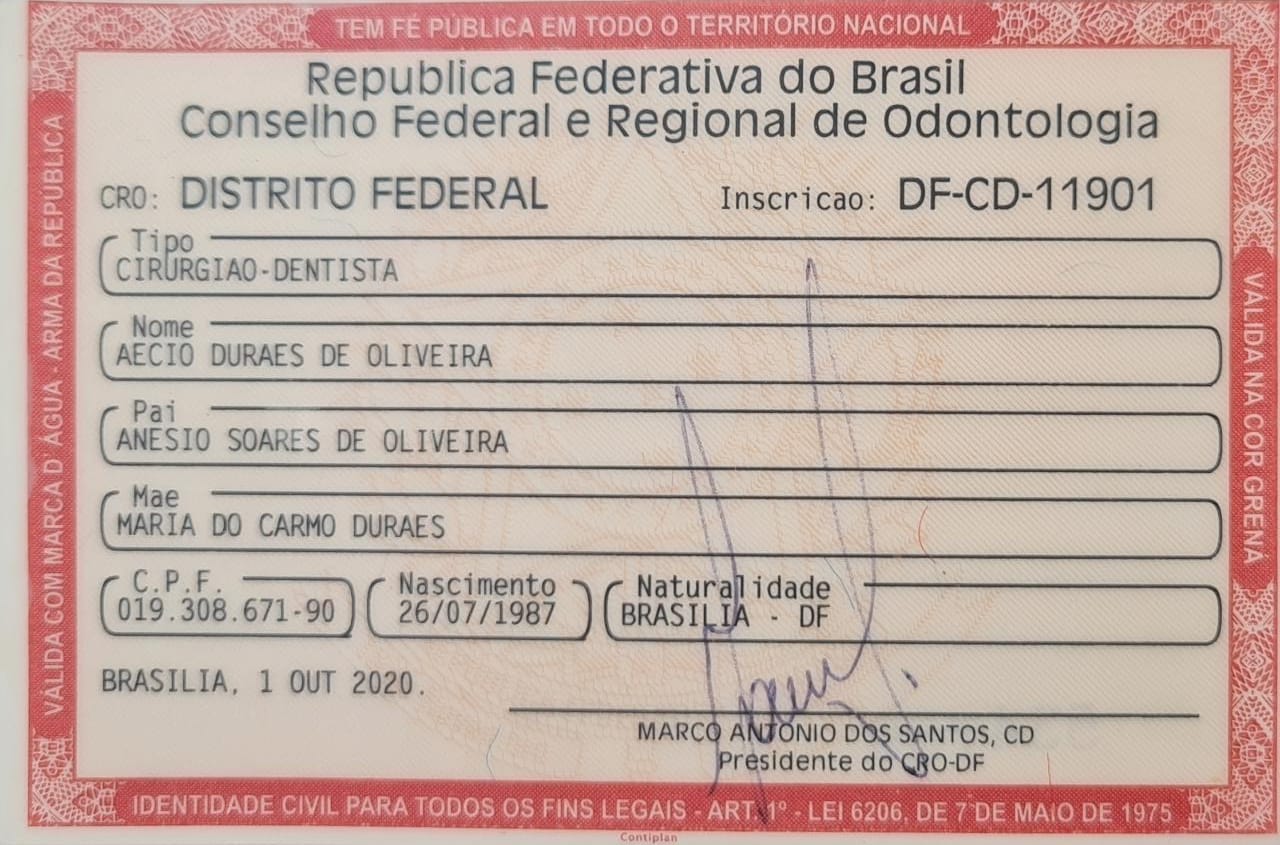 TEM FÉ PÚBLICA EM TODO O TERRITÓRIO NACIONAL
Republica Federativa do Brasil
Conselho Federal e Regional de Odontologia
CRO: DISTRITO FEDERAL Inscricao: DF-CD-11901
Tipo
CIRURGIAO-DENTISTA
Nome
AECIO DURAES DE OLIVEIRA
Pai
ANESIO SOARES DE OLIVEIRA
Mae
MARIA DO CARMO DURAES
C.P.F. Nascimento Naturalidade
019.308.671-90 26/07/1987 BRASILIA - DF
BRASILIA, 1 OUT 2020.
MARCO ANTONIO DOS SANTOS, CD
Presidente do CRO-DF
IDENTIDADE CIVIL PARA TODOS OS FINS LEGAIS - ART. 1º - LEI 6206, DE 7 DE MAIO DE 1975
VÁLIDA COM MARCA D'ÁGUA - ARMA DA REPÚBLICA
VÁLIDA NA COR GRENÁ
Contiplan